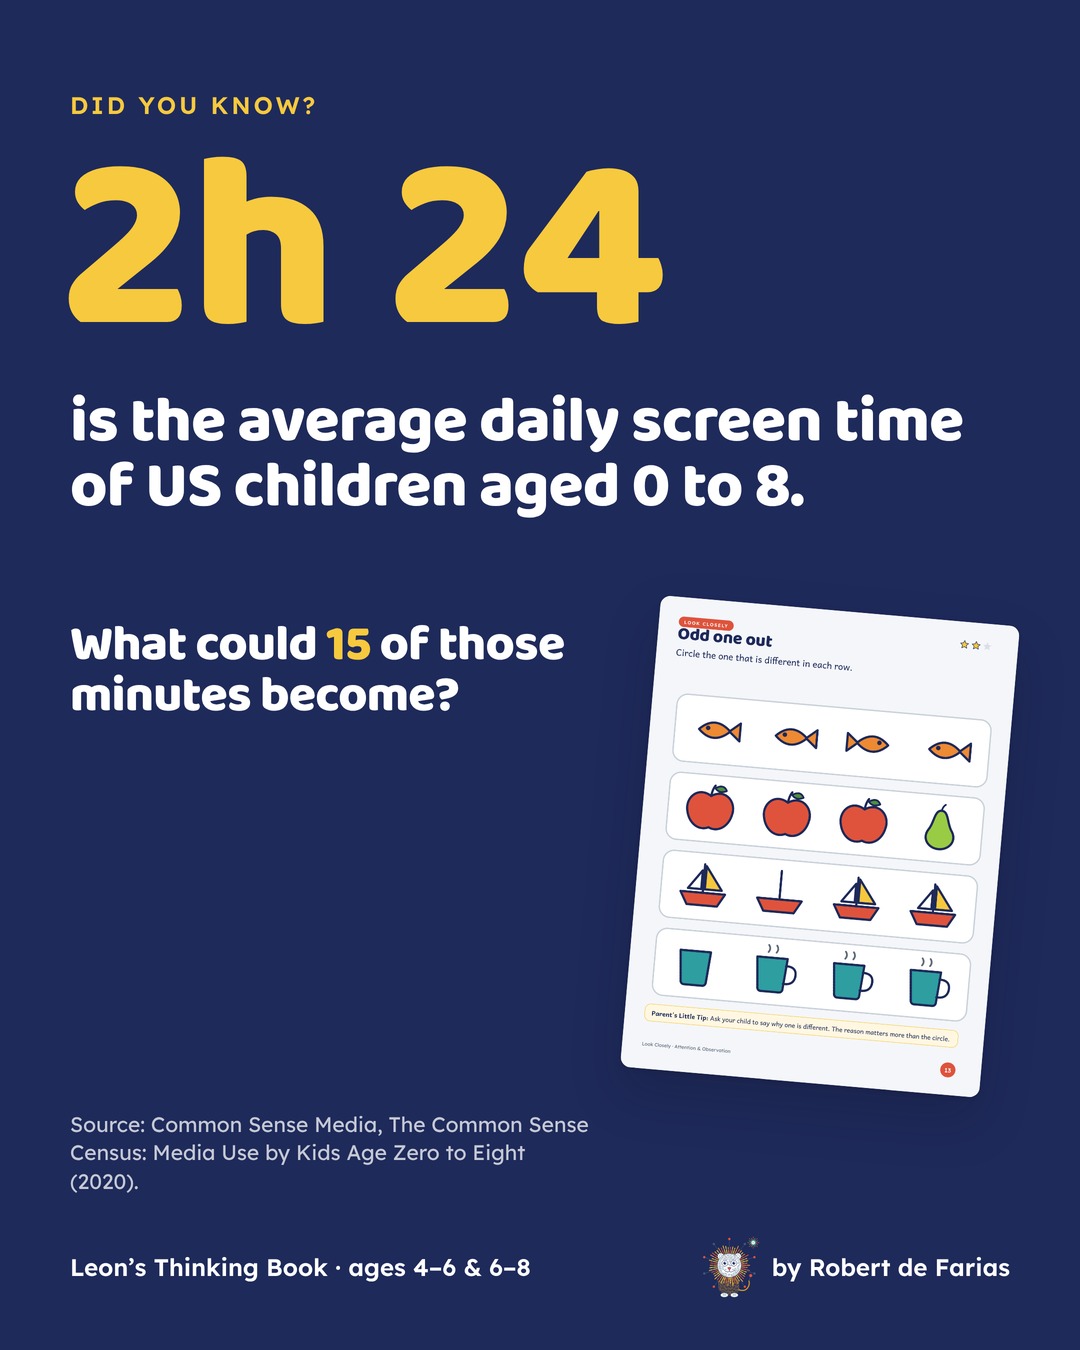 DID YOU KNOW?
2h 24
is the average daily screen time
of US children aged 0 to 8.
What could 15 of those
minutes become?
LOOK CLOSELY
Odd one out
Circle the one that is different in each row.
Parent's Little Tip: Ask your child to say why one is different. The reason matters more than the circle.
Look Closely · Attention & Observation
13
Source: Common Sense Media, The Common Sense
Census: Media Use by Kids Age Zero to Eight
(2020).
Leon’s Thinking Book · ages 4–6 & 6–8
by Robert de Farias